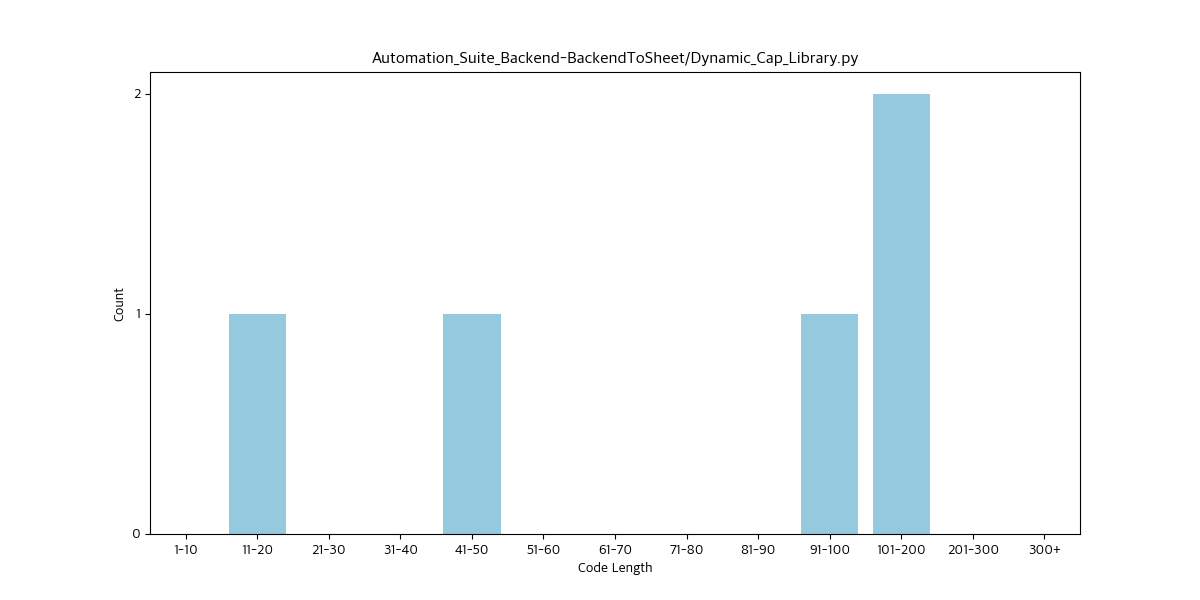 Automation_Suite_Backend-BackendToSheet/Dynamic_Cap_Library.py
2
1
0
Count
1-10 11-20 21-30 31-40 41-50 51-60 61-70 71-80 81-90 91-100 101-200 201-300 300+
Code Length